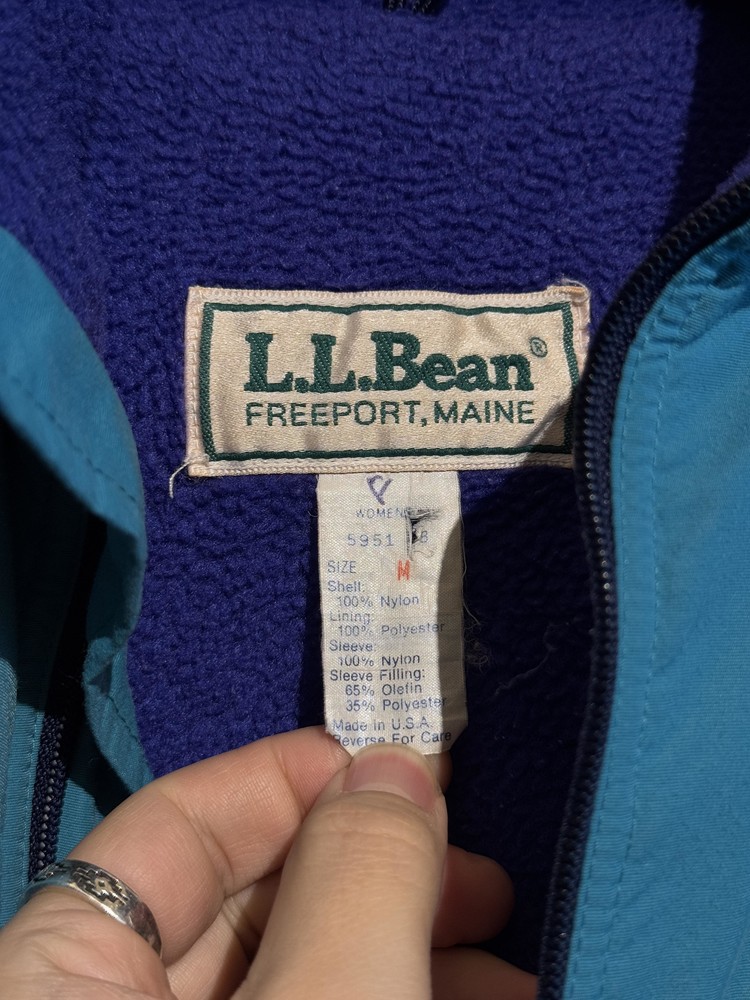 L.L.Bean®
FREEPORT, MAINE
WOMEN
5951
SIZE M
Shell:
100% Nylon
Lining:
100% Polyester
Sleeve:
100% Nylon
Sleeve Filling:
65% Olefin
35% Polyester
Made In U.S.A.
Reverse For Care